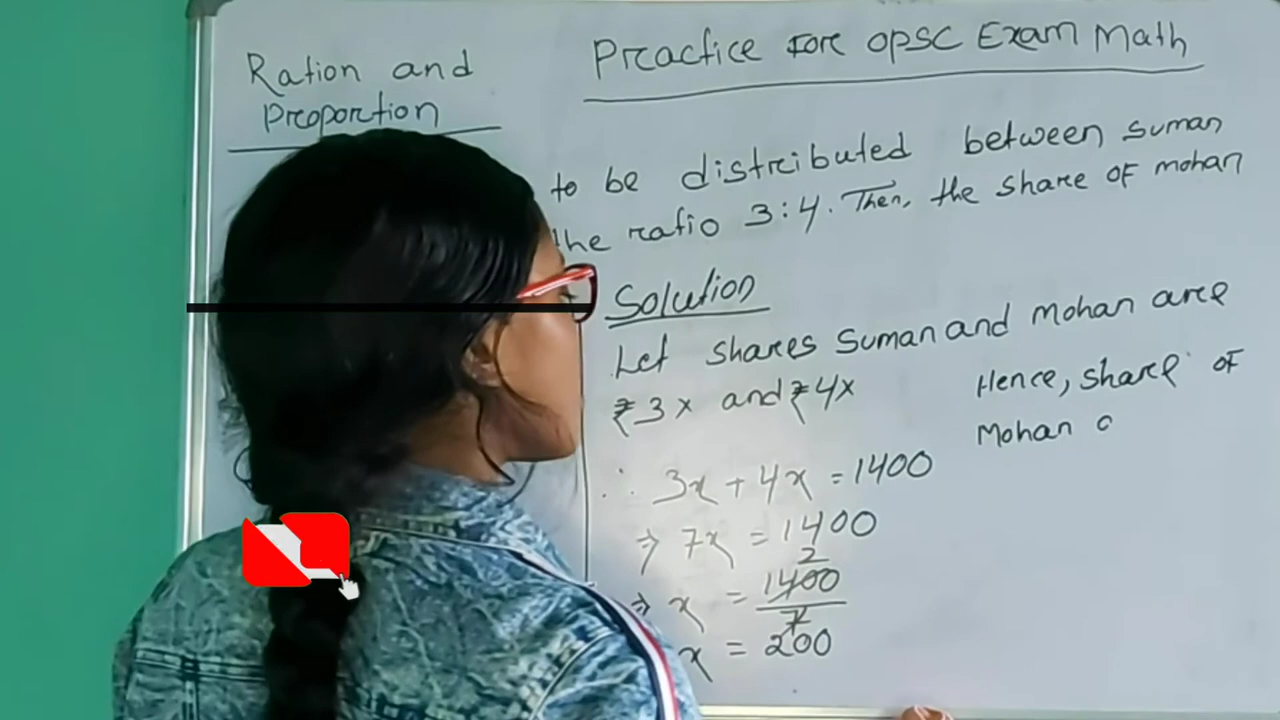 Ration and
Proportion
Practice For OPSC Exam Math
to be distributed between suman
the ratio 3:4. Then, the share of mohan
Solution
Let shares Suman and Mohan are
₹3x and ₹4x
∴ 3x + 4x = 1400
⇒ 7x = 1400
2
⇒ x = 1400
7
x = 200
Hence, share of
Mohan